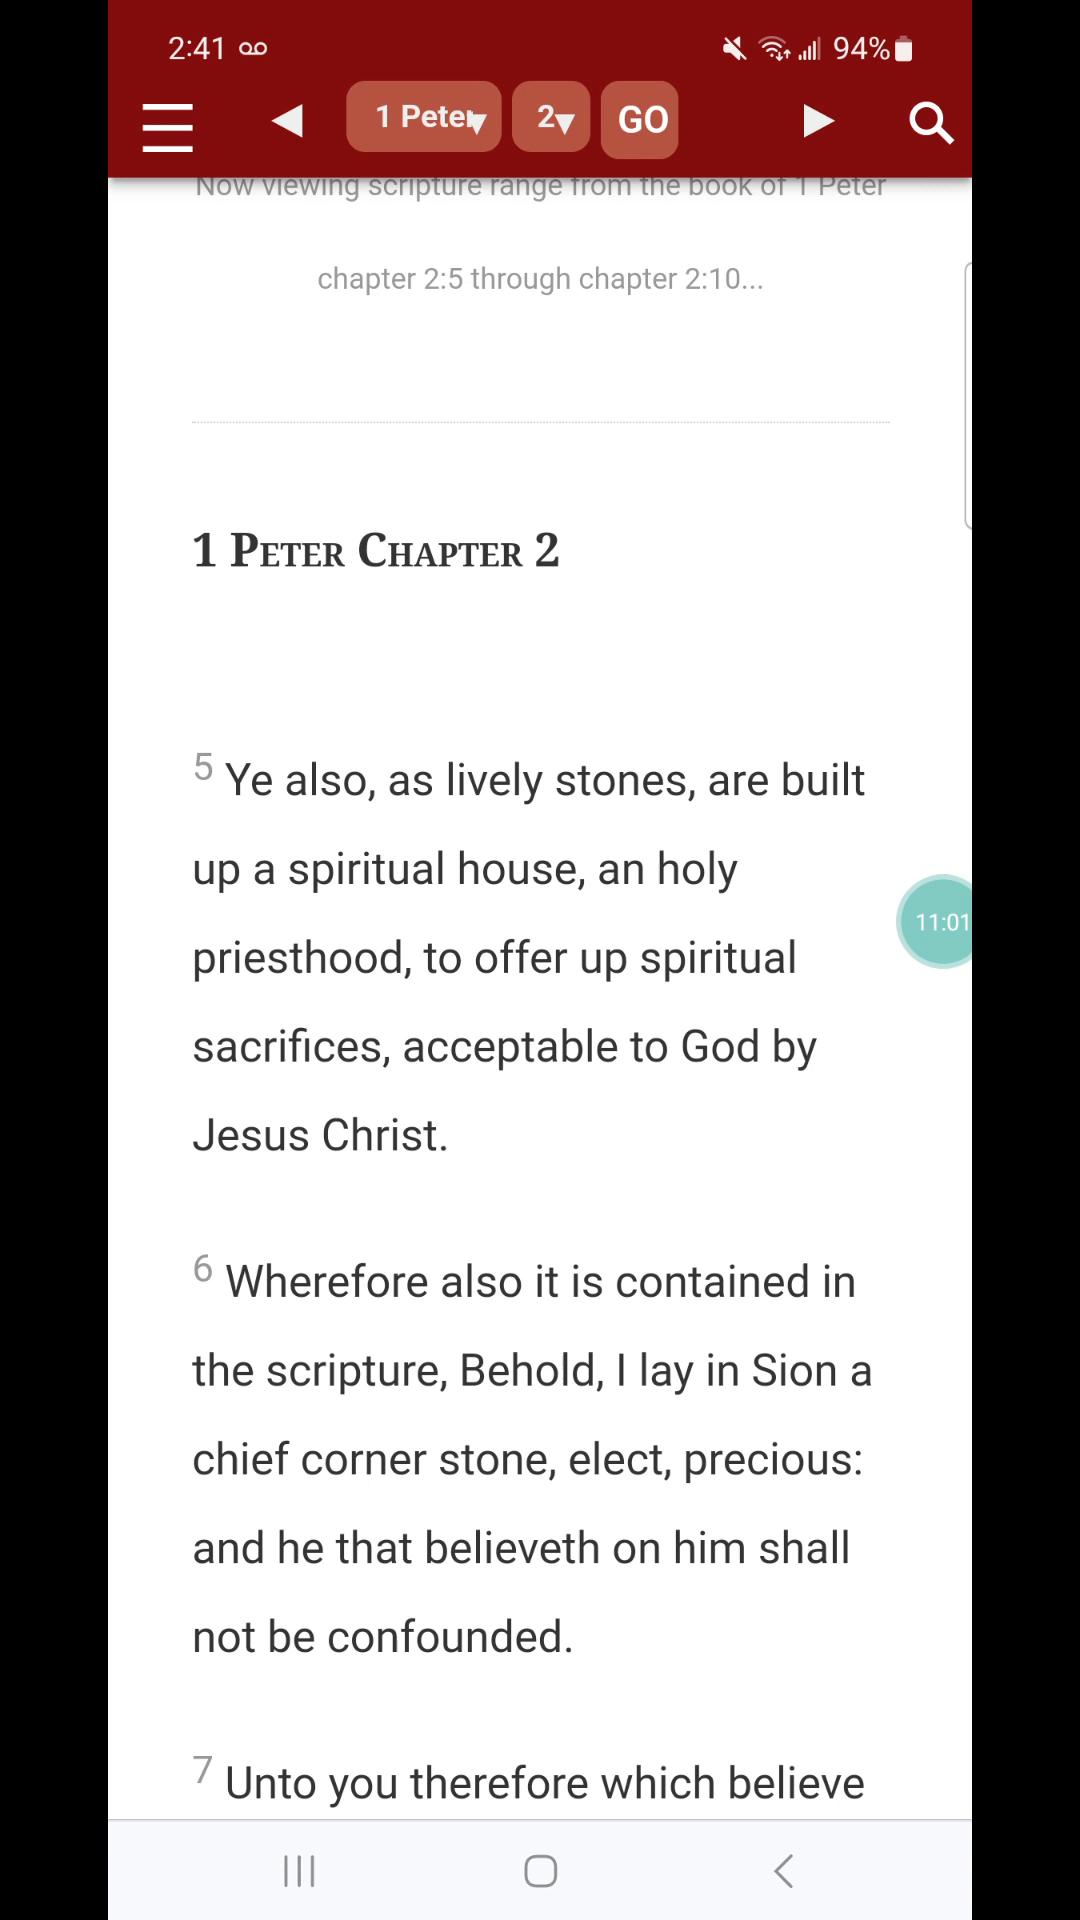 2:41 94%
1 Peter 2 GO
Now viewing scripture range from the book of 1 Peter
chapter 2:5 through chapter 2:10...
1 Peter Chapter 2
5 Ye also, as lively stones, are built
up a spiritual house, an holy
priesthood, to offer up spiritual
sacrifices, acceptable to God by
Jesus Christ.
11:01
6 Wherefore also it is contained in
the scripture, Behold, I lay in Sion a
chief corner stone, elect, precious:
and he that believeth on him shall
not be confounded.
7 Unto you therefore which believe